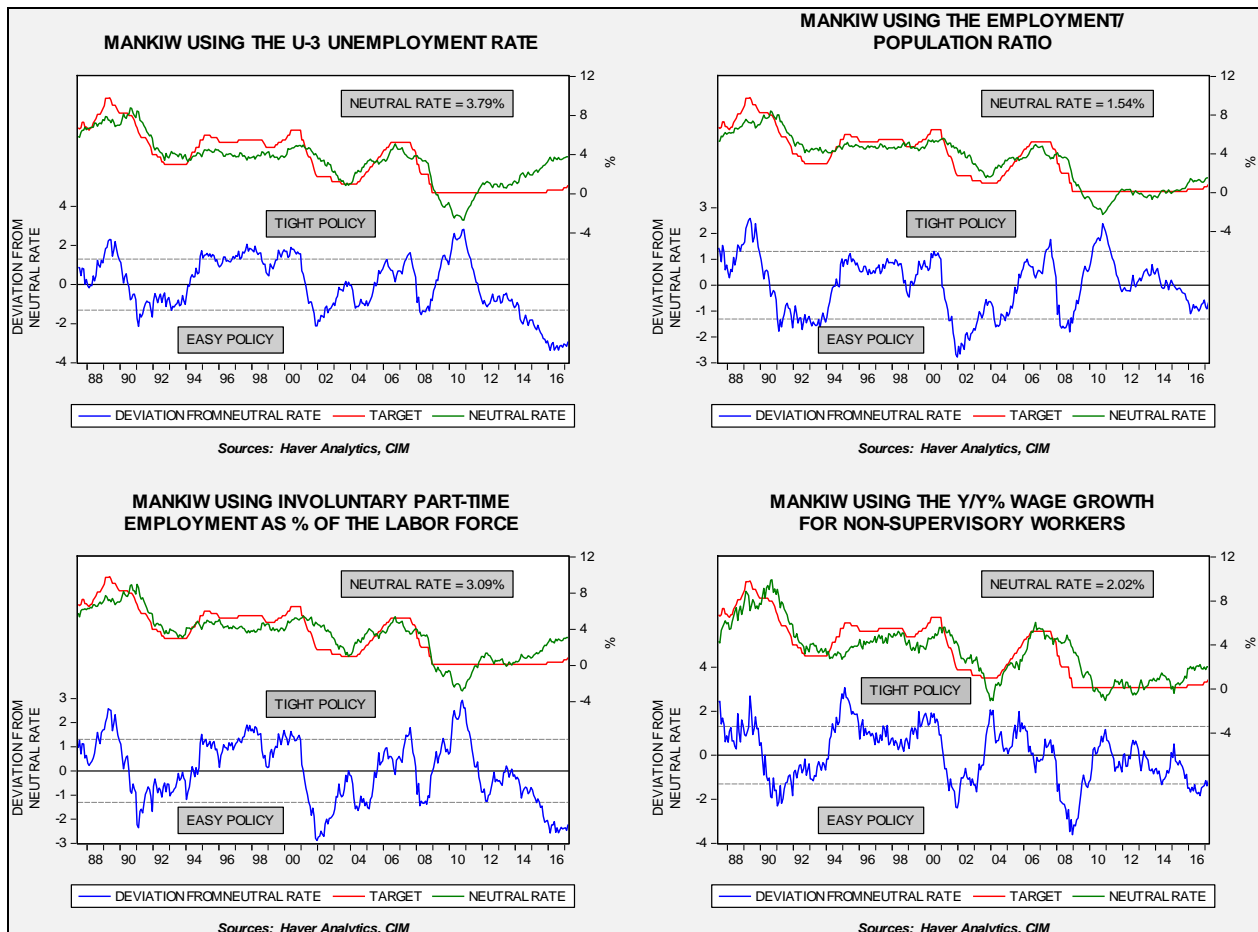 MANKIW USING THE U-3 UNEMPLOYMENT RATE
NEUTRAL RATE = 3.79%
12
8
4
0
-4
%
4
2
0
-2
-4
DEVIATION FROM
NEUTRAL RATE
TIGHT POLICY
EASY POLICY
88 90 92 94 96 98 00 02 04 06 08 10 12 14 16
DEVIATION FROMNEUTRAL RATE TARGET NEUTRAL RATE
Sources: Haver Analytics, CIM
MANKIW USING THE EMPLOYMENT/
POPULATION RATIO
NEUTRAL RATE = 1.54%
12
8
4
0
-4
%
3
2
1
0
-1
-2
-3
DEVIATION FROM
NEUTRAL RATE
TIGHT POLICY
EASY POLICY
88 90 92 94 96 98 00 02 04 06 08 10 12 14 16
DEVIATION FROMNEUTRAL RATE TARGET NEUTRAL RATE
Sources: Haver Analytics, CIM
MANKIW USING INVOLUNTARY PART-TIME
EMPLOYMENT AS % OF THE LABOR FORCE
NEUTRAL RATE = 3.09%
12
8
4
0
-4
%
3
2
1
0
-1
-2
-3
DEVIATION FROM
NEUTRAL RATE
TIGHT POLICY
EASY POLICY
88 90 92 94 96 98 00 02 04 06 08 10 12 14 16
DEVIATION FROMNEUTRAL RATE TARGET NEUTRAL RATE
Sources: Haver Analytics, CIM
MANKIW USING THE Y/Y% WAGE GROWTH
FOR NON-SUPERVISORY WORKERS
NEUTRAL RATE = 2.02%
12
8
4
0
-4
%
4
2
0
-2
-4
DEVIATION FROM
NEUTRAL RATE
TIGHT POLICY
EASY POLICY
88 90 92 94 96 98 00 02 04 06 08 10 12 14 16
DEVIATION FROMNEUTRAL RATE TARGET NEUTRAL RATE
Sources: Haver Analytics, CIM